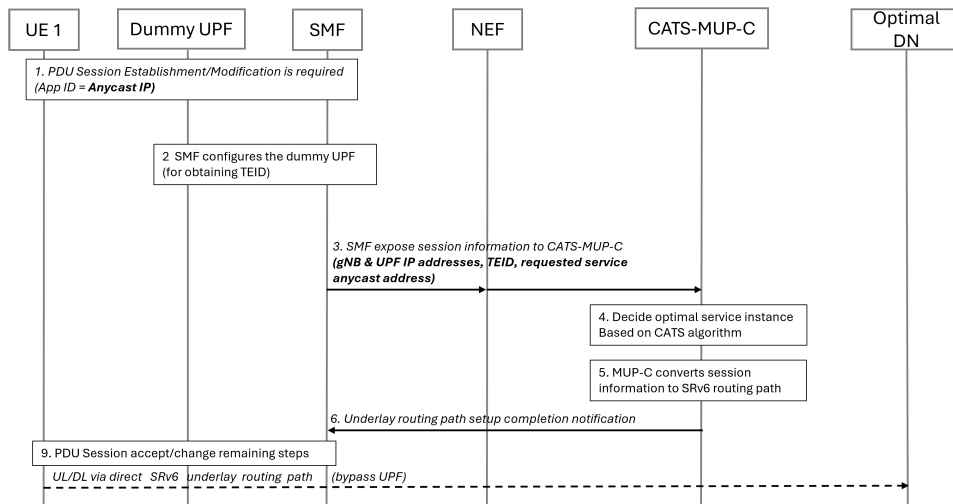 UE 1
Dummy UPF
SMF
NEF
CATS-MUP-C
Optimal
DN
1. PDU Session Establishment/Modification is required
(App ID = Anycast IP)
2 SMF configures the dummy UPF
(for obtaining TEID)
3. SMF expose session information to CATS-MUP-C
(gNB & UPF IP addresses, TEID, requested service
anycast address)
4. Decide optimal service instance
Based on CATS algorithm
5. MUP-C converts session
information to SRv6 routing path
6. Underlay routing path setup completion notification
9. PDU Session accept/change remaining steps
UL/DL via direct SRv6 underlay routing path (bypass UPF)